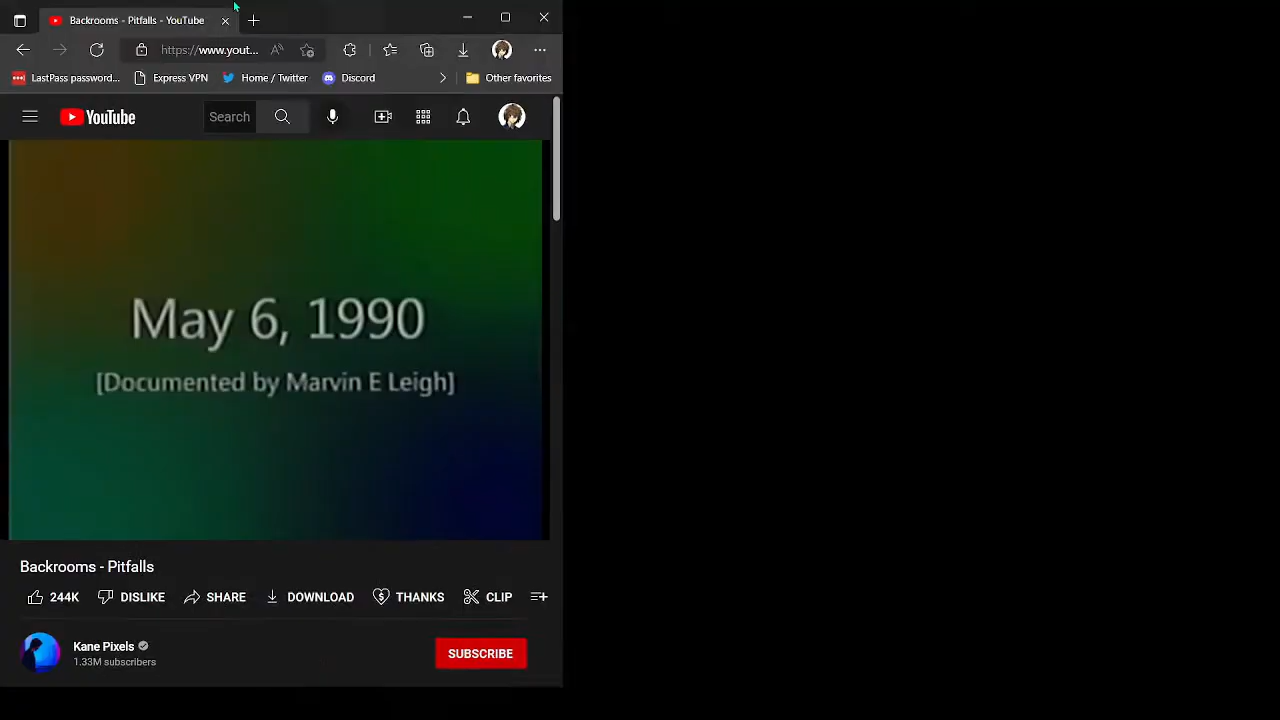 Backrooms - Pitfalls - YouTube
https://www.yout...
LastPass password...
Express VPN
Home / Twitter
Discord
Other favorites
YouTube
Search
May 6, 1990
[Documented by Marvin E Leigh]
Backrooms - Pitfalls
244K
DISLIKE
SHARE
DOWNLOAD
THANKS
CLIP
Kane Pixels
1.33M subscribers
SUBSCRIBE